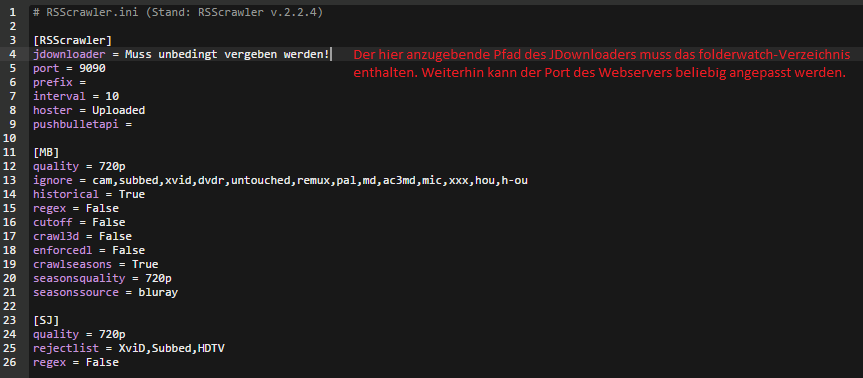 1 # RSScrawler.ini (Stand: RSScrawler v.2.2.4)
2
3 [RSScrawler]
4 jdownloader = Muss unbedingt vergeben werden! Der hier anzugebende Pfad des JDownloaders muss das folderwatch-Verzeichnis
5 port = 9090 enthalten. Weiterhin kann der Port des Webservers beliebig angepasst werden.
6 prefix =
7 interval = 10
8 hoster = Uploaded
9 pushbulletapi =
10
11 [MB]
12 quality = 720p
13 ignore = cam,subbed,xvid,dvdr,untouched,remux,pal,md,ac3md,mic,xxx,hou,h-ou
14 historical = True
15 regex = False
16 cutoff = False
17 crawl3d = False
18 enforcedl = False
19 crawlseasons = True
20 seasonsquality = 720p
21 seasonssource = bluray
22
23 [SJ]
24 quality = 720p
25 rejectlist = XviD,Subbed,HDTV
26 regex = False